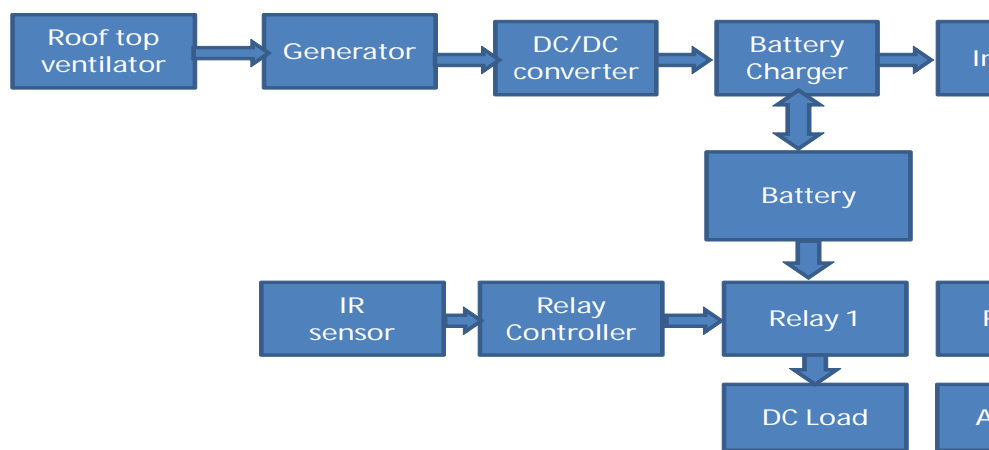 Roof top
ventilator
Generator
DC/DC
converter
Battery
Charger
Battery
IR
sensor
Relay
Controller
Relay 1
DC Load